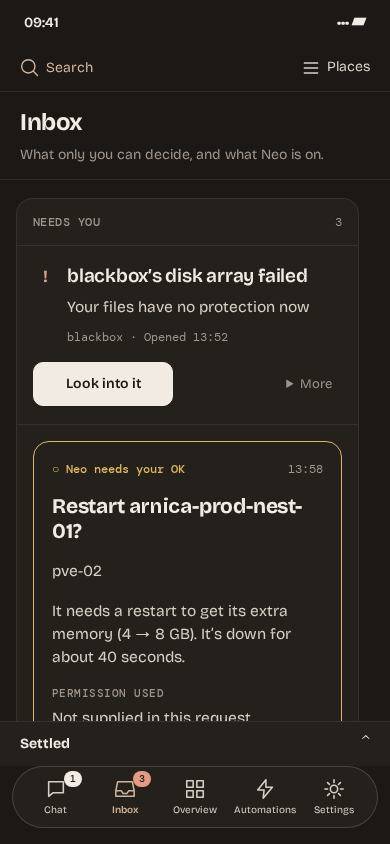 09:41
Search
Places
Inbox
What only you can decide, and what Neo is on.
NEEDS YOU
3
! blackbox's disk array failed
Your files have no protection now
blackbox · Opened 13:52
Look into it
▶ More
○ Neo needs your OK
13:58
Restart arnica-prod-nest-
01?
pve-02
It needs a restart to get its extra
memory (4 → 8 GB). It's down for
about 40 seconds.
PERMISSION USED
Not supplied in this request
Settled
1
3
Chat
Inbox
Overview
Automations
Settings